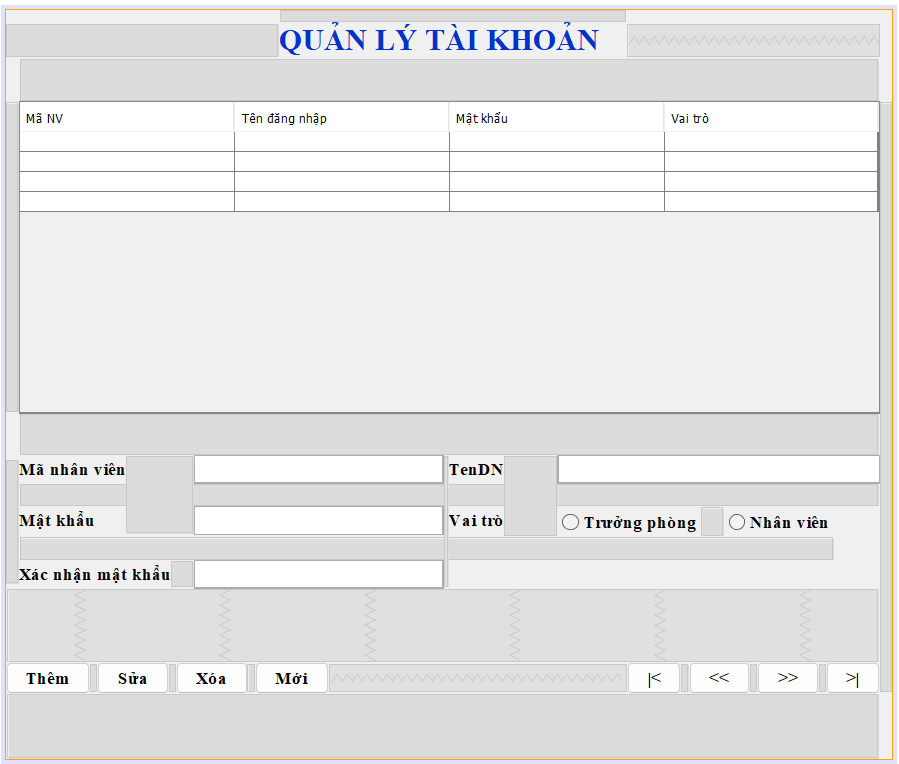 QUẢN LÝ TÀI KHOẢN
Mã NV Tên đăng nhập Mật khẩu Vai trò
Mã nhân viên TenDN
Mật khẩu Vai trò Trưởng phòng Nhân viên
Xác nhận mật khẩu
Thêm Sửa Xóa Mới |< << >> >|